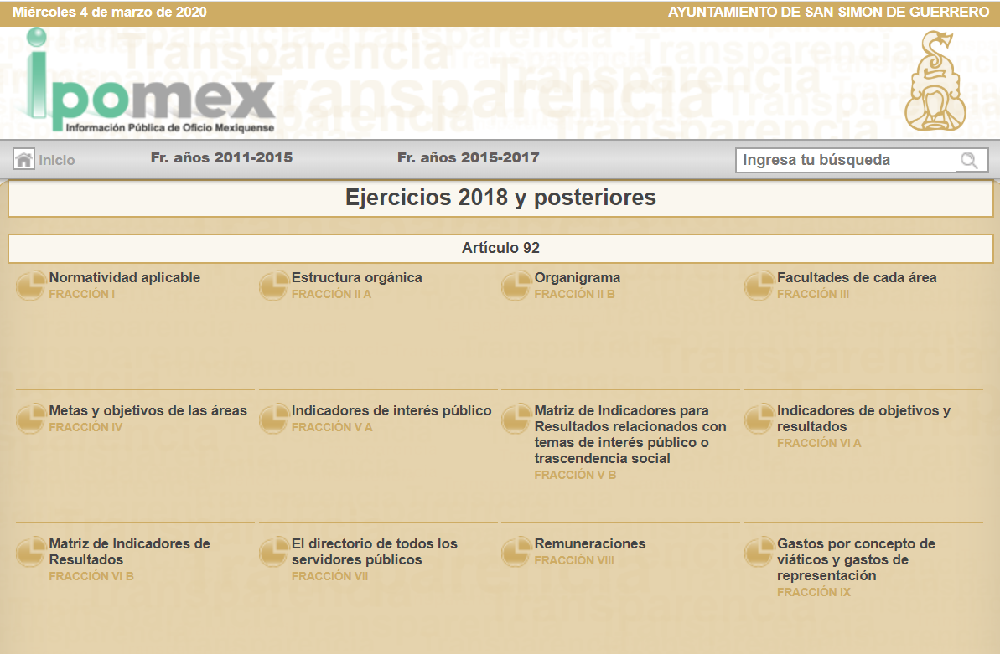 Miércoles 4 de marzo de 2020
AYUNTAMIENTO DE SAN SIMON DE GUERRERO
Transparencia
ipomex
Información Pública de Oficio Mexiquense
Inicio
Fr. años 2011-2015
Fr. años 2015-2017
Ingresa tu búsqueda
Ejercicios 2018 y posteriores
Artículo 92
Normatividad aplicable
FRACCIÓN I
Estructura orgánica
FRACCIÓN II A
Organigrama
FRACCIÓN II B
Facultades de cada área
FRACCIÓN III
Metas y objetivos de las áreas
FRACCIÓN IV
Indicadores de interés público
FRACCIÓN V A
Matriz de Indicadores para
Resultados relacionados con
temas de interés público o
trascendencia social
FRACCIÓN V B
Indicadores de objetivos y
resultados
FRACCIÓN VI A
Matriz de Indicadores de
Resultados
FRACCIÓN VI B
El directorio de todos los
servidores públicos
FRACCIÓN VII
Remuneraciones
FRACCIÓN VIII
Gastos por concepto de
viáticos y gastos de
representación
FRACCIÓN IX